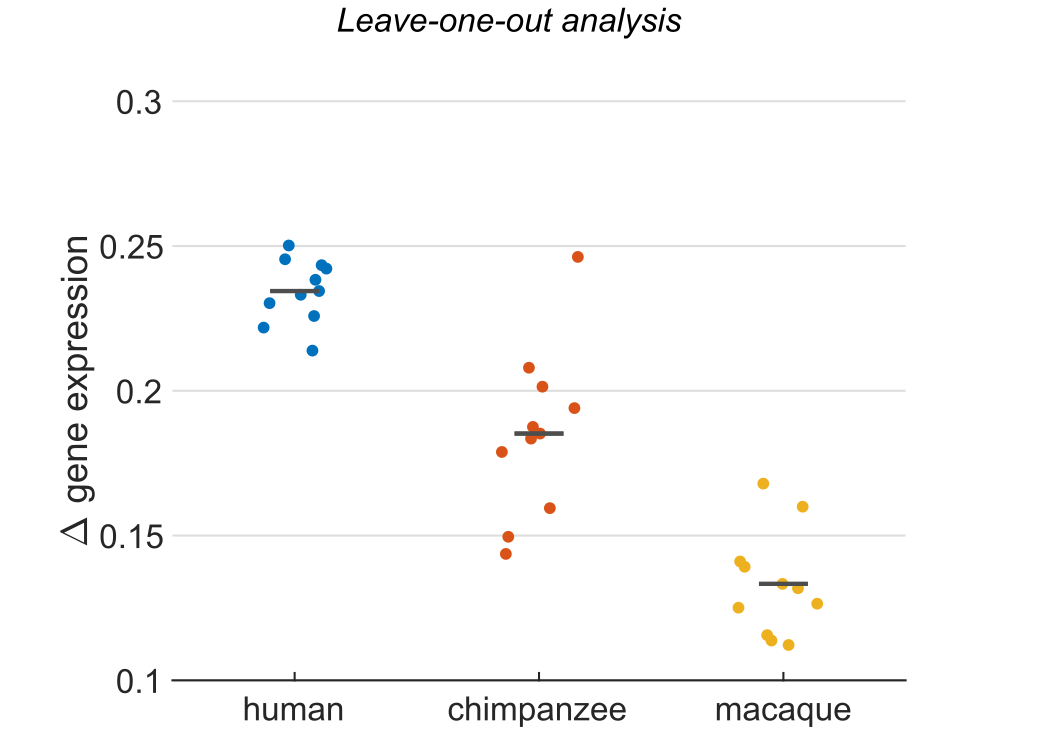 Leave-one-out analysis
Δ gene expression
0.3
0.25
0.2
0.15
0.1
human
chimpanzee
macaque